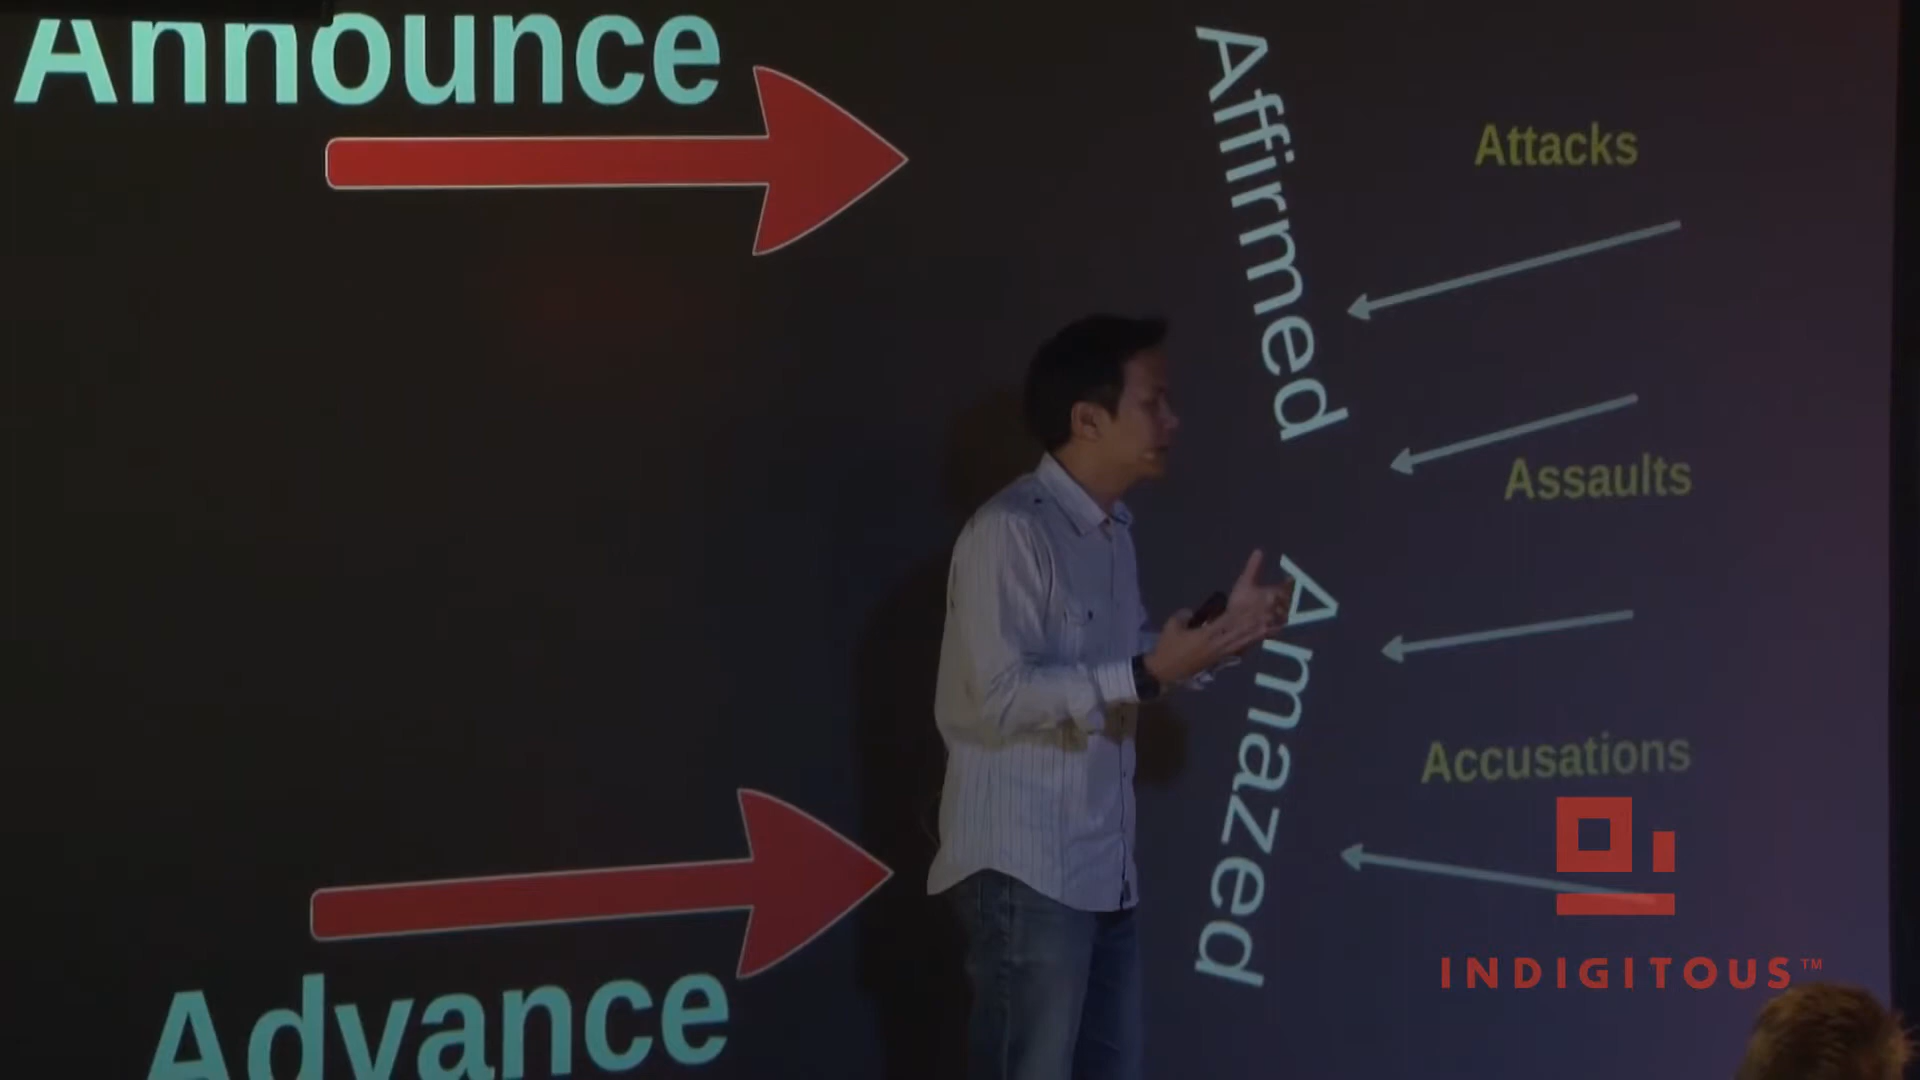 Announce
Affirmed
Attacks
Assaults
Amazed
Accusations
Advance
INDIGITOUS™